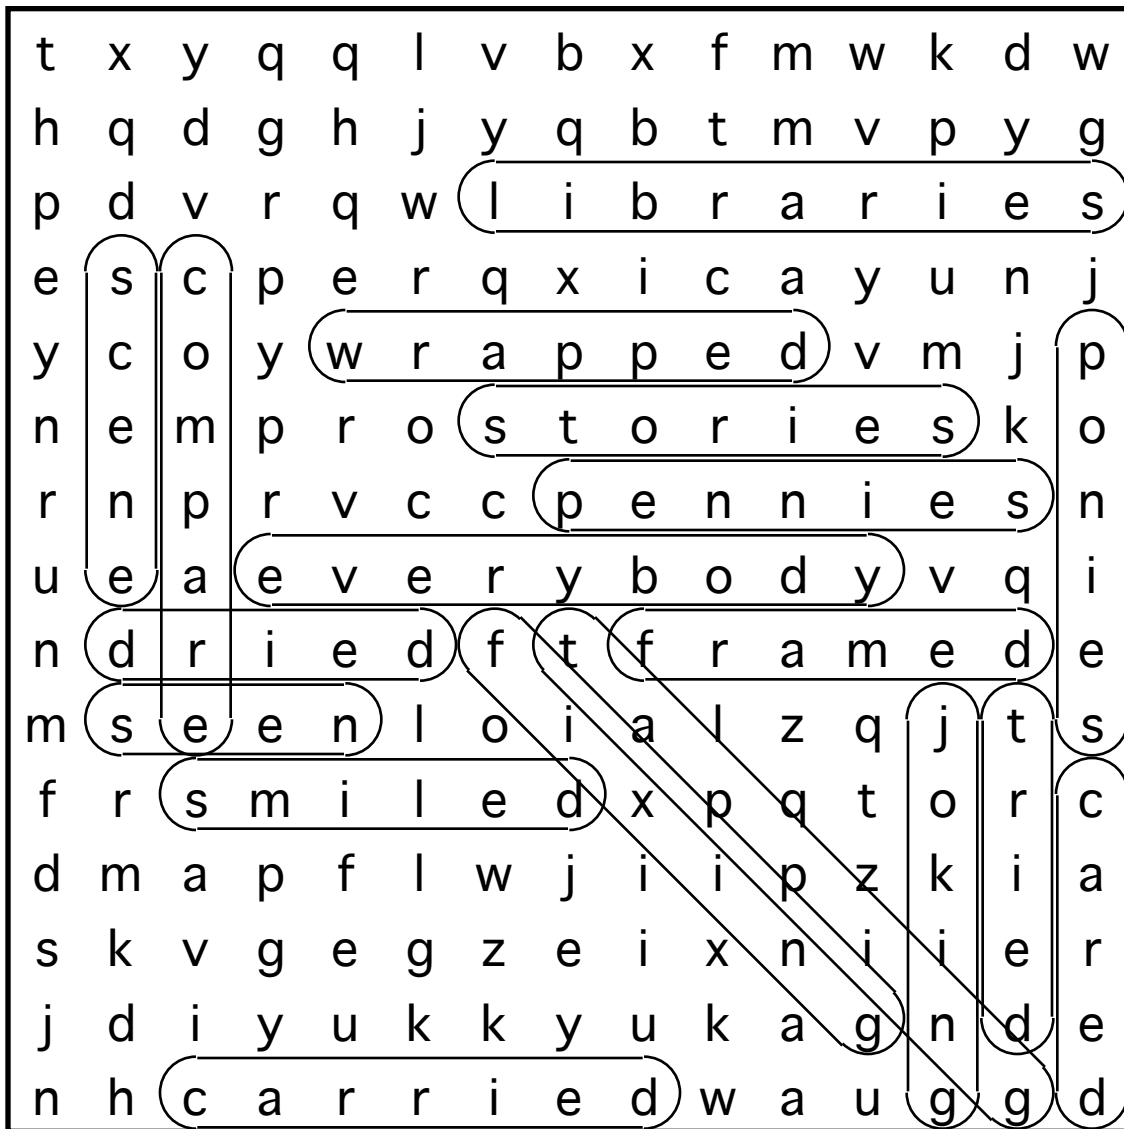 t x y q q l v b x f m w k d w
h q d g h j y q b t m v p y g
p d v r q w l i b r a r i e s
e s c p e r q x i c a y u n j
y c o y w r a p p e d v m j p
n e m p r o s t o r i e s k o
r n p r v c c p e n n i e s n
u e a e v e r y b o d y v q i
n d r i e d f t f r a m e d e
m s e e n l o i a l z q j t s
f r s m i l e d x p q t o r c
d m a p f l w j i i p z k i a
s k v g e g z e i x n i i e r
j d i y u k k y u k a g n d e
n h c a r r i e d w a u g g d